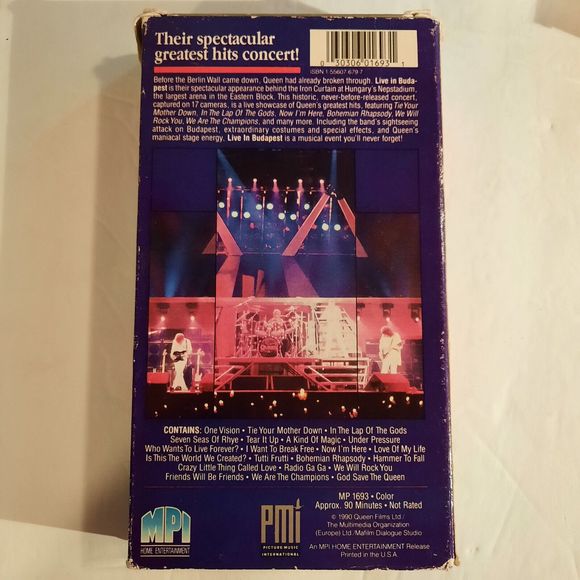 Their spectacular
greatest hits concert!
0 30306 01693 1
ISBN 1 55607 679-7
Before the Berlin Wall came down, Queen had already broken through. Live in Buda-
pest is their spectacular appearance behind the Iron Curtain at Hungary's Nepstadium,
the largest arena in the Eastern Block. This historic, never-before-released concert,
captured on 17 cameras, is a live showcase of Queen's greatest hits, featuring Tie Your
Mother Down, In The Lap Of The Gods, Now I'm Here, Bohemian Rhapsody, We Will
Rock You, We Are The Champions, and many more. Including the band's sightseeing
attack on Budapest, extraordinary costumes and special effects, and Queen's
maniacal stage energy. Live In Budapest is a musical event you'll never forget!
CONTAINS: One Vision • Tie Your Mother Down • In The Lap Of The Gods
Seven Seas Of Rhye • Tear It Up • A Kind Of Magic • Under Pressure
Who Wants To Live Forever? • I Want To Break Free • Now I'm Here • Love Of My Life
Is This The World We Created? • Tutti Frutti • Bohemian Rhapsody • Hammer To Fall
Crazy Little Thing Called Love • Radio Ga Ga • We Will Rock You
Friends Will Be Friends • We Are The Champions • God Save The Queen
MPI
HOME ENTERTAINMENT
PMI
PICTURE MUSIC
INTERNATIONAL
MP 1693 • Color
Approx. 90 Minutes • Not Rated
© 1990 Queen Films Ltd/
The Multimedia Organization
(Europe) Ltd/Mafilm Dialogue Studio
An MPI HOME ENTERTAINMENT Release
Printed in the U.S.A.